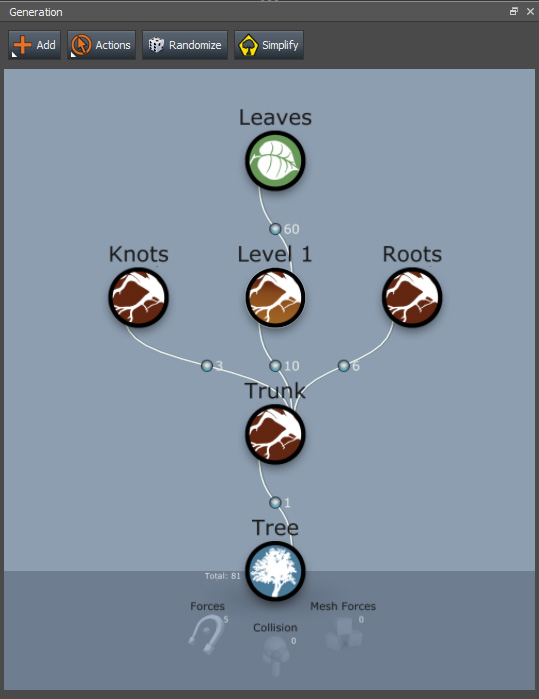 Generation
Add Actions Randomize Simplify
Leaves
60
Knots Level 1 Roots
3 10 6
Trunk
1
Tree
Total: 81
Forces Mesh Forces
5 0
Collision
0